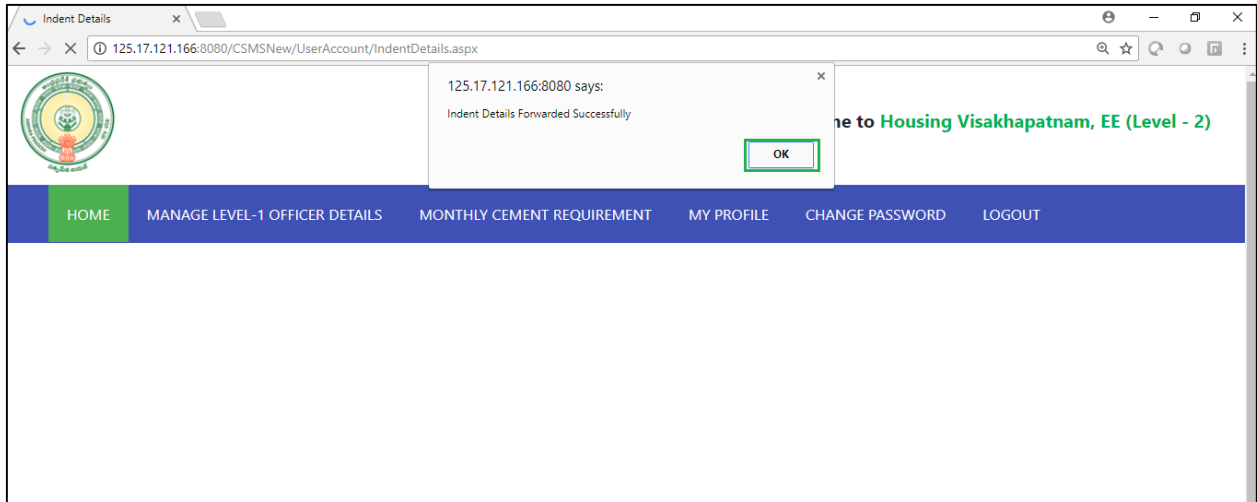 Indent Details
125.17.121.166:8080/CSMSNew/UserAccount/IndentDetails.aspx
125.17.121.166:8080 says:
Indent Details Forwarded Successfully
OK
ne to Housing Visakhapatnam, EE (Level - 2)
HOME MANAGE LEVEL-1 OFFICER DETAILS MONTHLY CEMENT REQUIREMENT MY PROFILE CHANGE PASSWORD LOGOUT